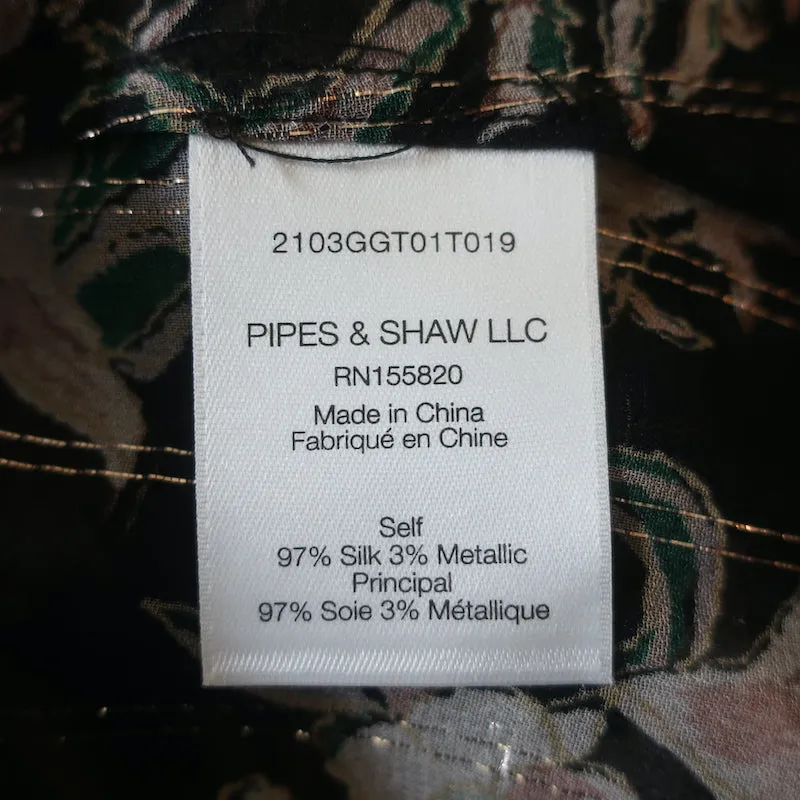 2103GGT01T019
PIPES & SHAW LLC
RN155820
Made in China
Fabriqué en Chine
Self
97% Silk 3% Metallic
Principal
97% Soie 3% Métallique